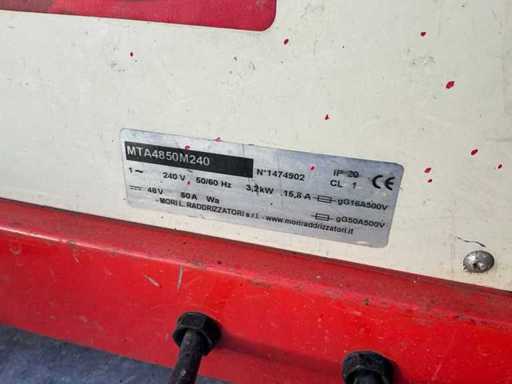 MTA4850M240
N°1474902 IP 20
1~ 240 V 50/60 Hz 3,2kW 15,8 A CL 1 CE
gG16A500V
48V 50A Wa
gG50A500V
- MORI L. RADDRIZZATORI s.r.l. - www.moriraddrizzatori.it